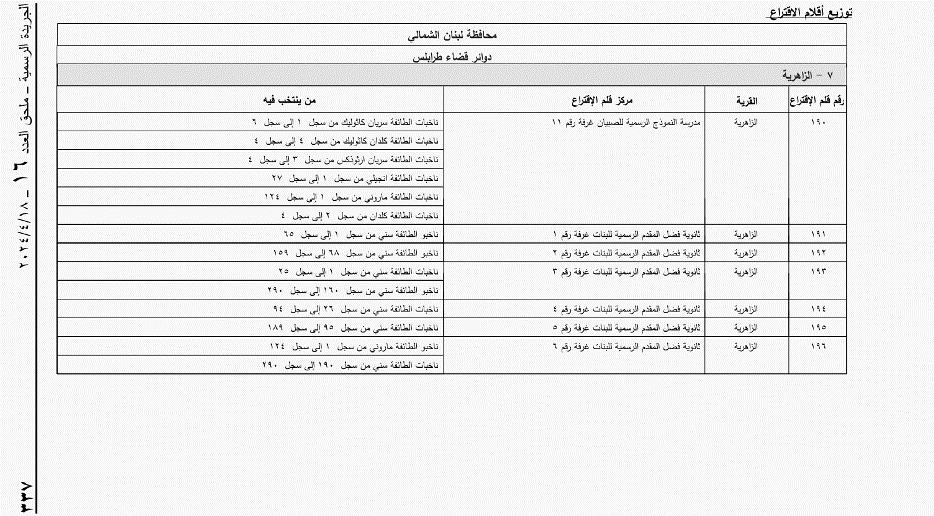 توزيع أقلام الاقتراع
محافظة لبنان الشمالي
دوائر قضاء طرابلس
٧ - الزاهرية
رقم قلم الإقتراع القرية مركز قلم الإقتراع من ينتخب فيه
١٩٠ الزاهرية مدرسة النموذج الرسمية للصبيان غرفة رقم ١١ ناخبات الطائفة سريان كاثوليك من سجل ١ إلى سجل ٦
ناخبات الطائفة كلدان كاثوليك من سجل ٤ إلى سجل ٤
ناخبات الطائفة سريان ارثوذكس من سجل ٣ إلى سجل ٤
ناخبات الطائفة انجيلي من سجل ١ إلى سجل ٢٧
ناخبات الطائفة ماروني من سجل ١ إلى سجل ١٢٤
ناخبات الطائفة كلدان من سجل ٢ إلى سجل ٤
١٩١ الزاهرية ثانوية فضل المقدم الرسمية للبنات غرفة رقم ١ ناخبو الطائفة سني من سجل ١ إلى سجل ٦٥
١٩٢ الزاهرية ثانوية فضل المقدم الرسمية للبنات غرفة رقم ٢ ناخبو الطائفة سني من سجل ٦٨ إلى سجل ١٥٩
١٩٣ الزاهرية ثانوية فضل المقدم الرسمية للبنات غرفة رقم ٣ ناخبات الطائفة سني من سجل ١ إلى سجل ٢٥
ناخبو الطائفة سني من سجل ١٦٠ إلى سجل ٢٩٠
١٩٤ الزاهرية ثانوية فضل المقدم الرسمية للبنات غرفة رقم ٤ ناخبات الطائفة سني من سجل ٢٦ إلى سجل ٩٤
١٩٥ الزاهرية ثانوية فضل المقدم الرسمية للبنات غرفة رقم ٥ ناخبات الطائفة سني من سجل ٩٥ إلى سجل ١٨٩
١٩٦ الزاهرية ثانوية فضل المقدم الرسمية للبنات غرفة رقم ٦ ناخبو الطائفة ماروني من سجل ١ إلى سجل ١٢٤
ناخبات الطائفة سني من سجل ١٩٠ إلى سجل ٢٩٠
الجريدة الرسمية – ملحق العدد ١٦ – ٢٠٢٤/٤/١٨
٣٣٧